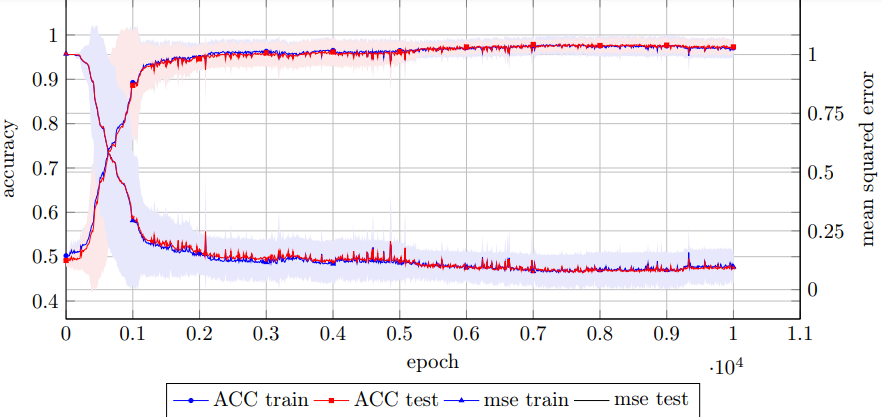 1
0.9
0.8
0.7
0.6
0.5
0.4
accuracy
1
0.75
0.5
0.25
0
mean squared error
0 0.1 0.2 0.3 0.4 0.5 0.6 0.7 0.8 0.9 1 1.1
epoch
·10⁴
ACC train ACC test mse train mse test